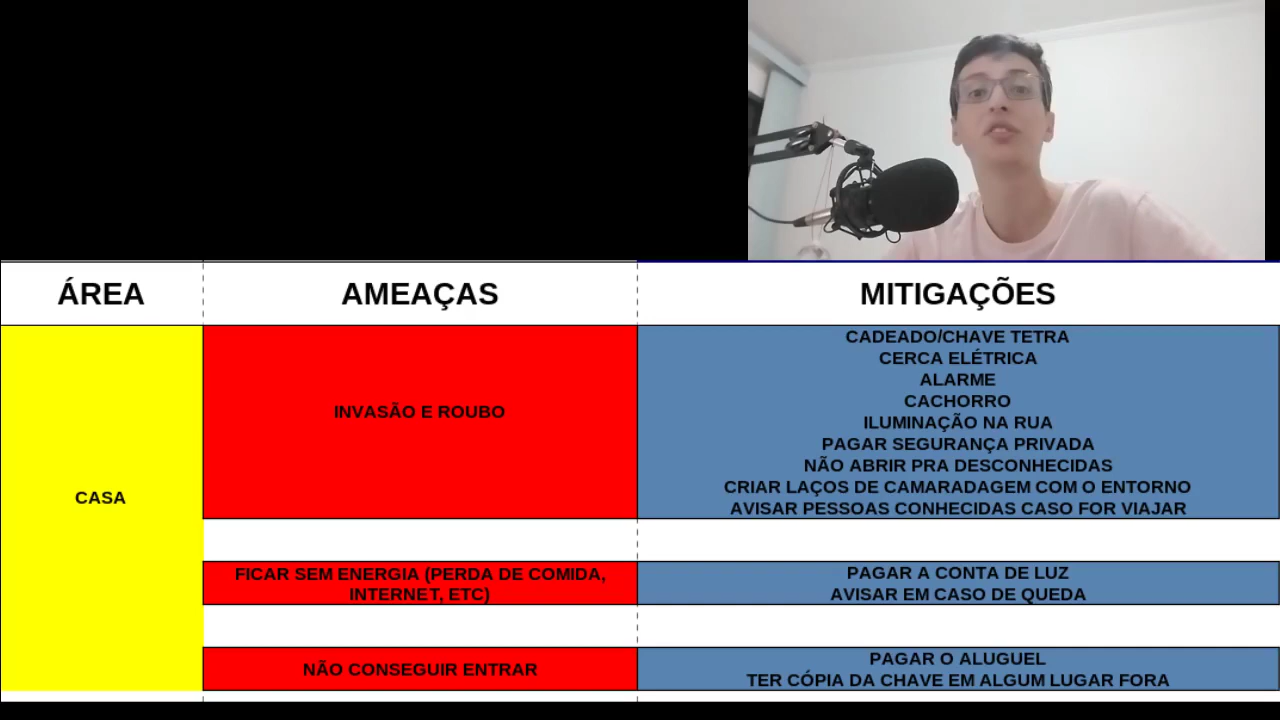 ÁREA
AMEAÇAS
MITIGAÇÕES
CASA
INVASÃO E ROUBO
CADEADO/CHAVE TETRA
CERCA ELÉTRICA
ALARME
CACHORRO
ILUMINAÇÃO NA RUA
PAGAR SEGURANÇA PRIVADA
NÃO ABRIR PRA DESCONHECIDAS
CRIAR LAÇOS DE CAMARADAGEM COM O ENTORNO
AVISAR PESSOAS CONHECIDAS CASO FOR VIAJAR
FICAR SEM ENERGIA (PERDA DE COMIDA,
INTERNET, ETC)
PAGAR A CONTA DE LUZ
AVISAR EM CASO DE QUEDA
NÃO CONSEGUIR ENTRAR
PAGAR O ALUGUEL
TER CÓPIA DA CHAVE EM ALGUM LUGAR FORA